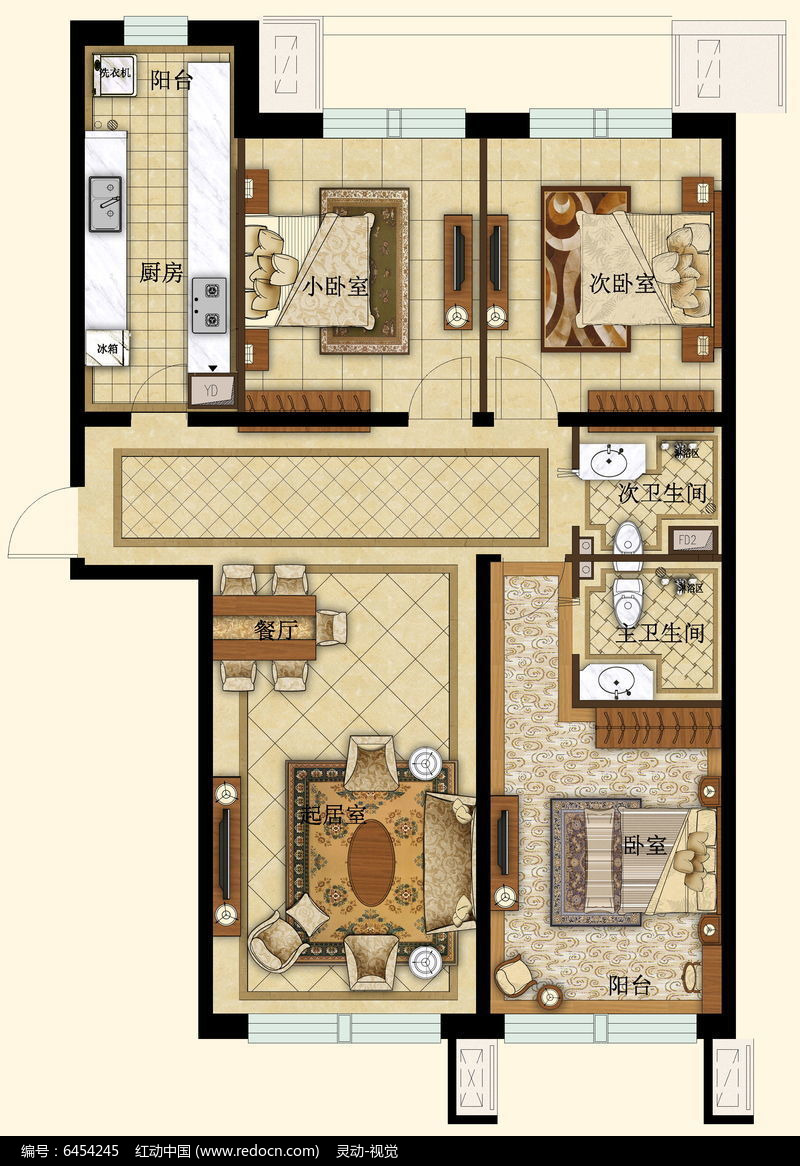 洗衣机
阳台
厨房
小卧室
次卧室
冰箱
YD
淋浴区
次卫生间
FD2
淋浴区
主卫生间
餐厅
起居室
卧室
阳台
编号：6454245 红动中国 (www.redocn.com) 灵动-视觉